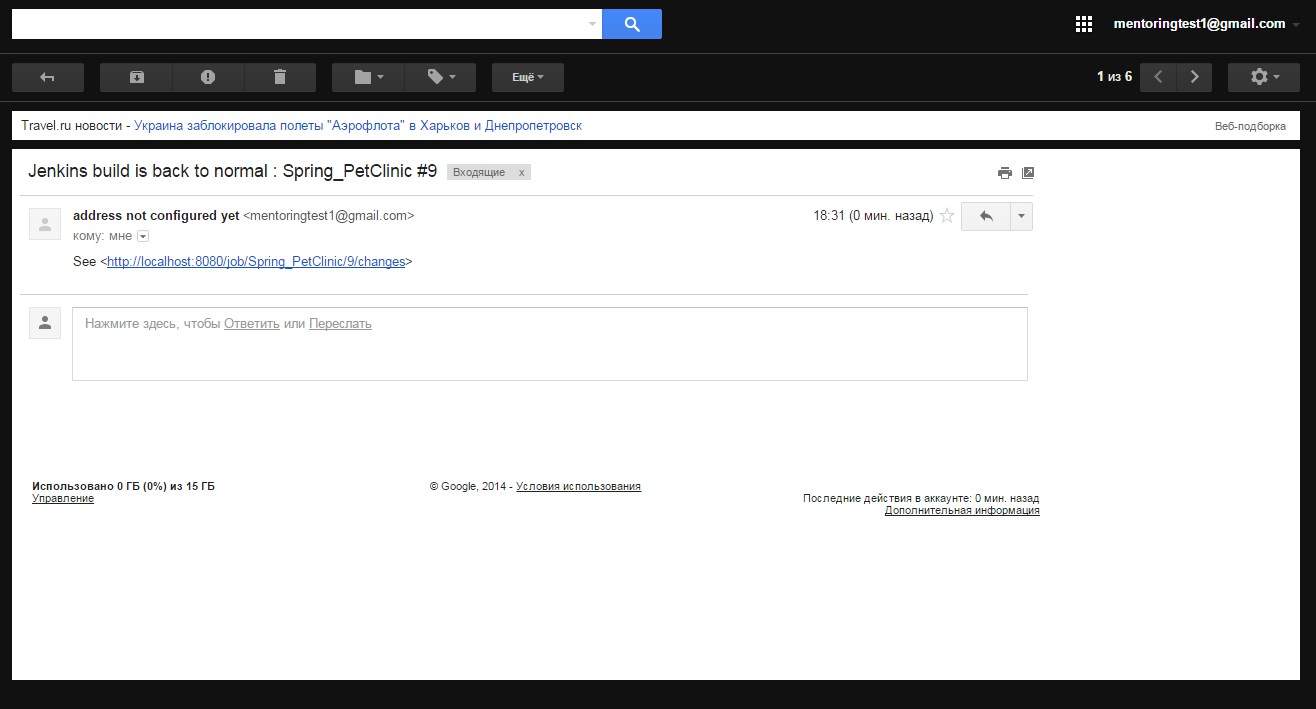 mentoringtest1@gmail.com
Ещё
1 из 6
Travel.ru новости - Украина заблокировала полеты "Аэрофлота" в Харьков и Днепропетровск
Веб-подборка
Jenkins build is back to normal : Spring_PetClinic #9
Входящие x
address not configured yet <mentoringtest1@gmail.com>
18:31 (0 мин. назад)
кому: мне
See <http://localhost:8080/job/Spring_PetClinic/9/changes>
Нажмите здесь, чтобы Ответить или Переслать
Использовано 0 ГБ (0%) из 15 ГБ
Управление
© Google, 2014 - Условия использования
Последние действия в аккаунте: 0 мин. назад
Дополнительная информация